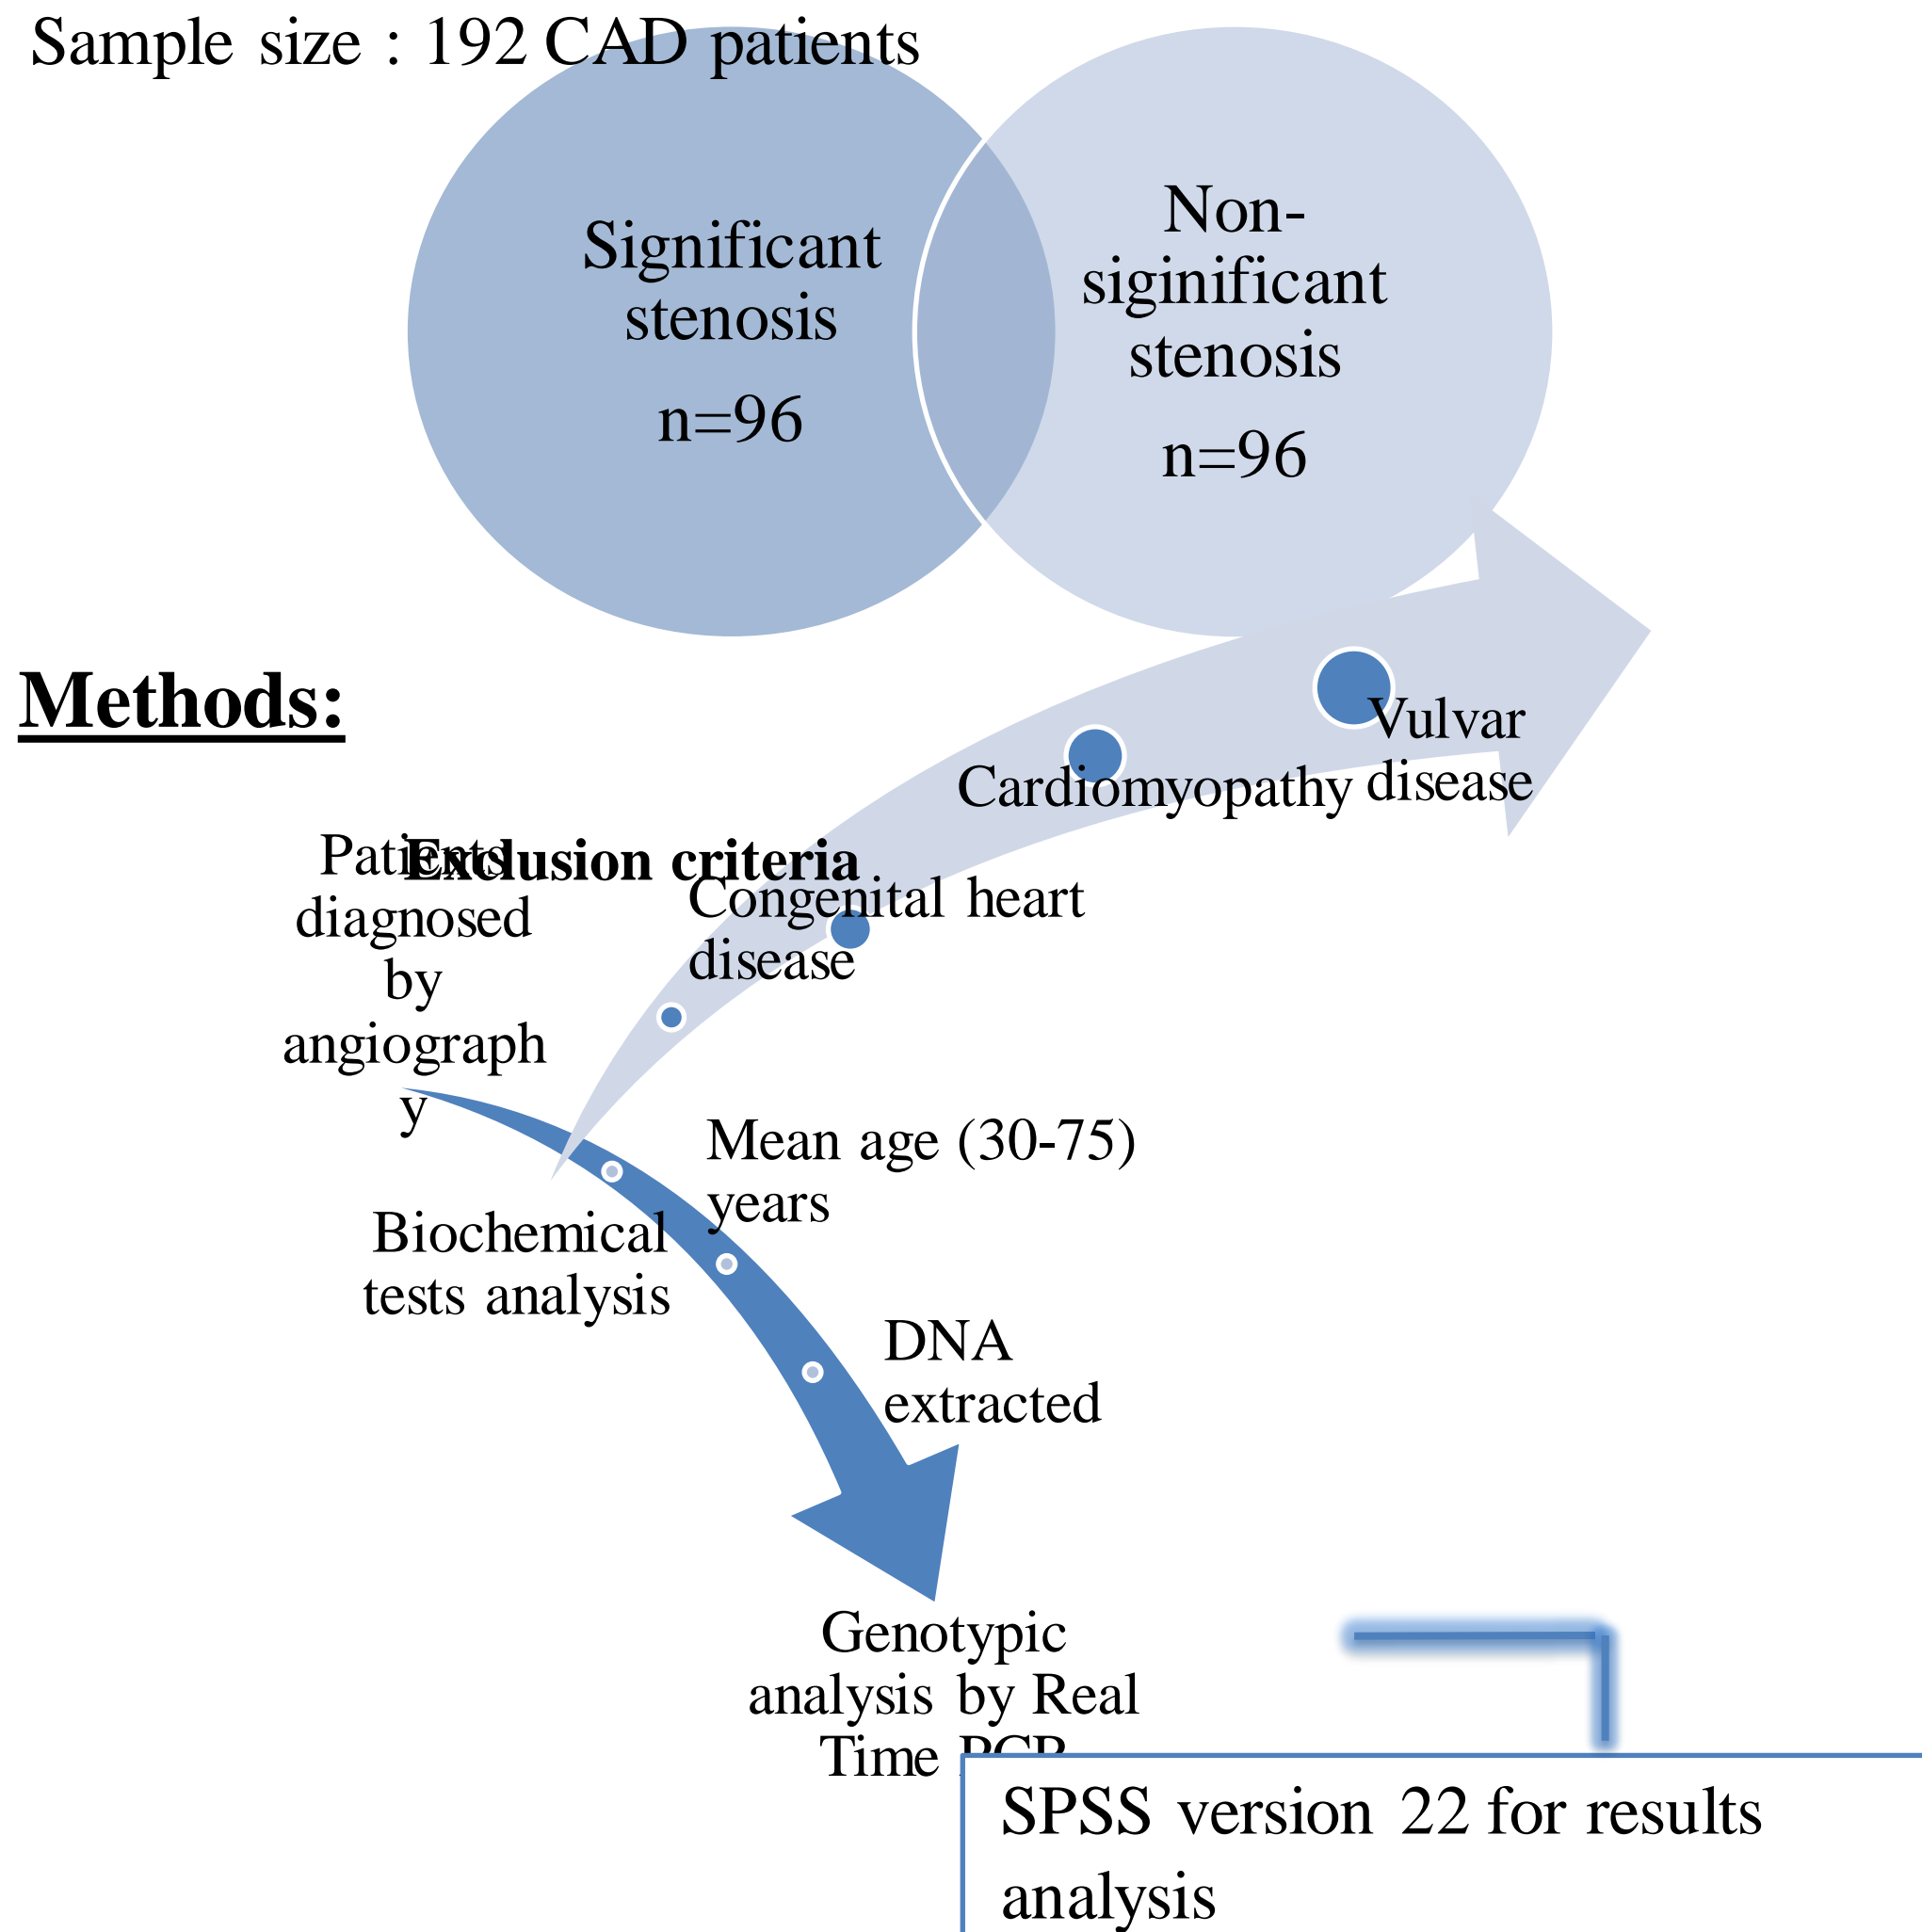 Sample size : 192 CAD patients
Significant
stenosis
n=96
Non-
siginificant
stenosis
n=96
Methods:
Vulvar
disease
Cardiomyopathy
Exclusion criteria
Congenital heart
disease
Patients
diagnosed
by
angiograph
y
Mean age (30-75)
years
Biochemical
tests analysis
DNA
extracted
Genotypic
analysis by Real
Time PCR
SPSS version 22 for results
analysis